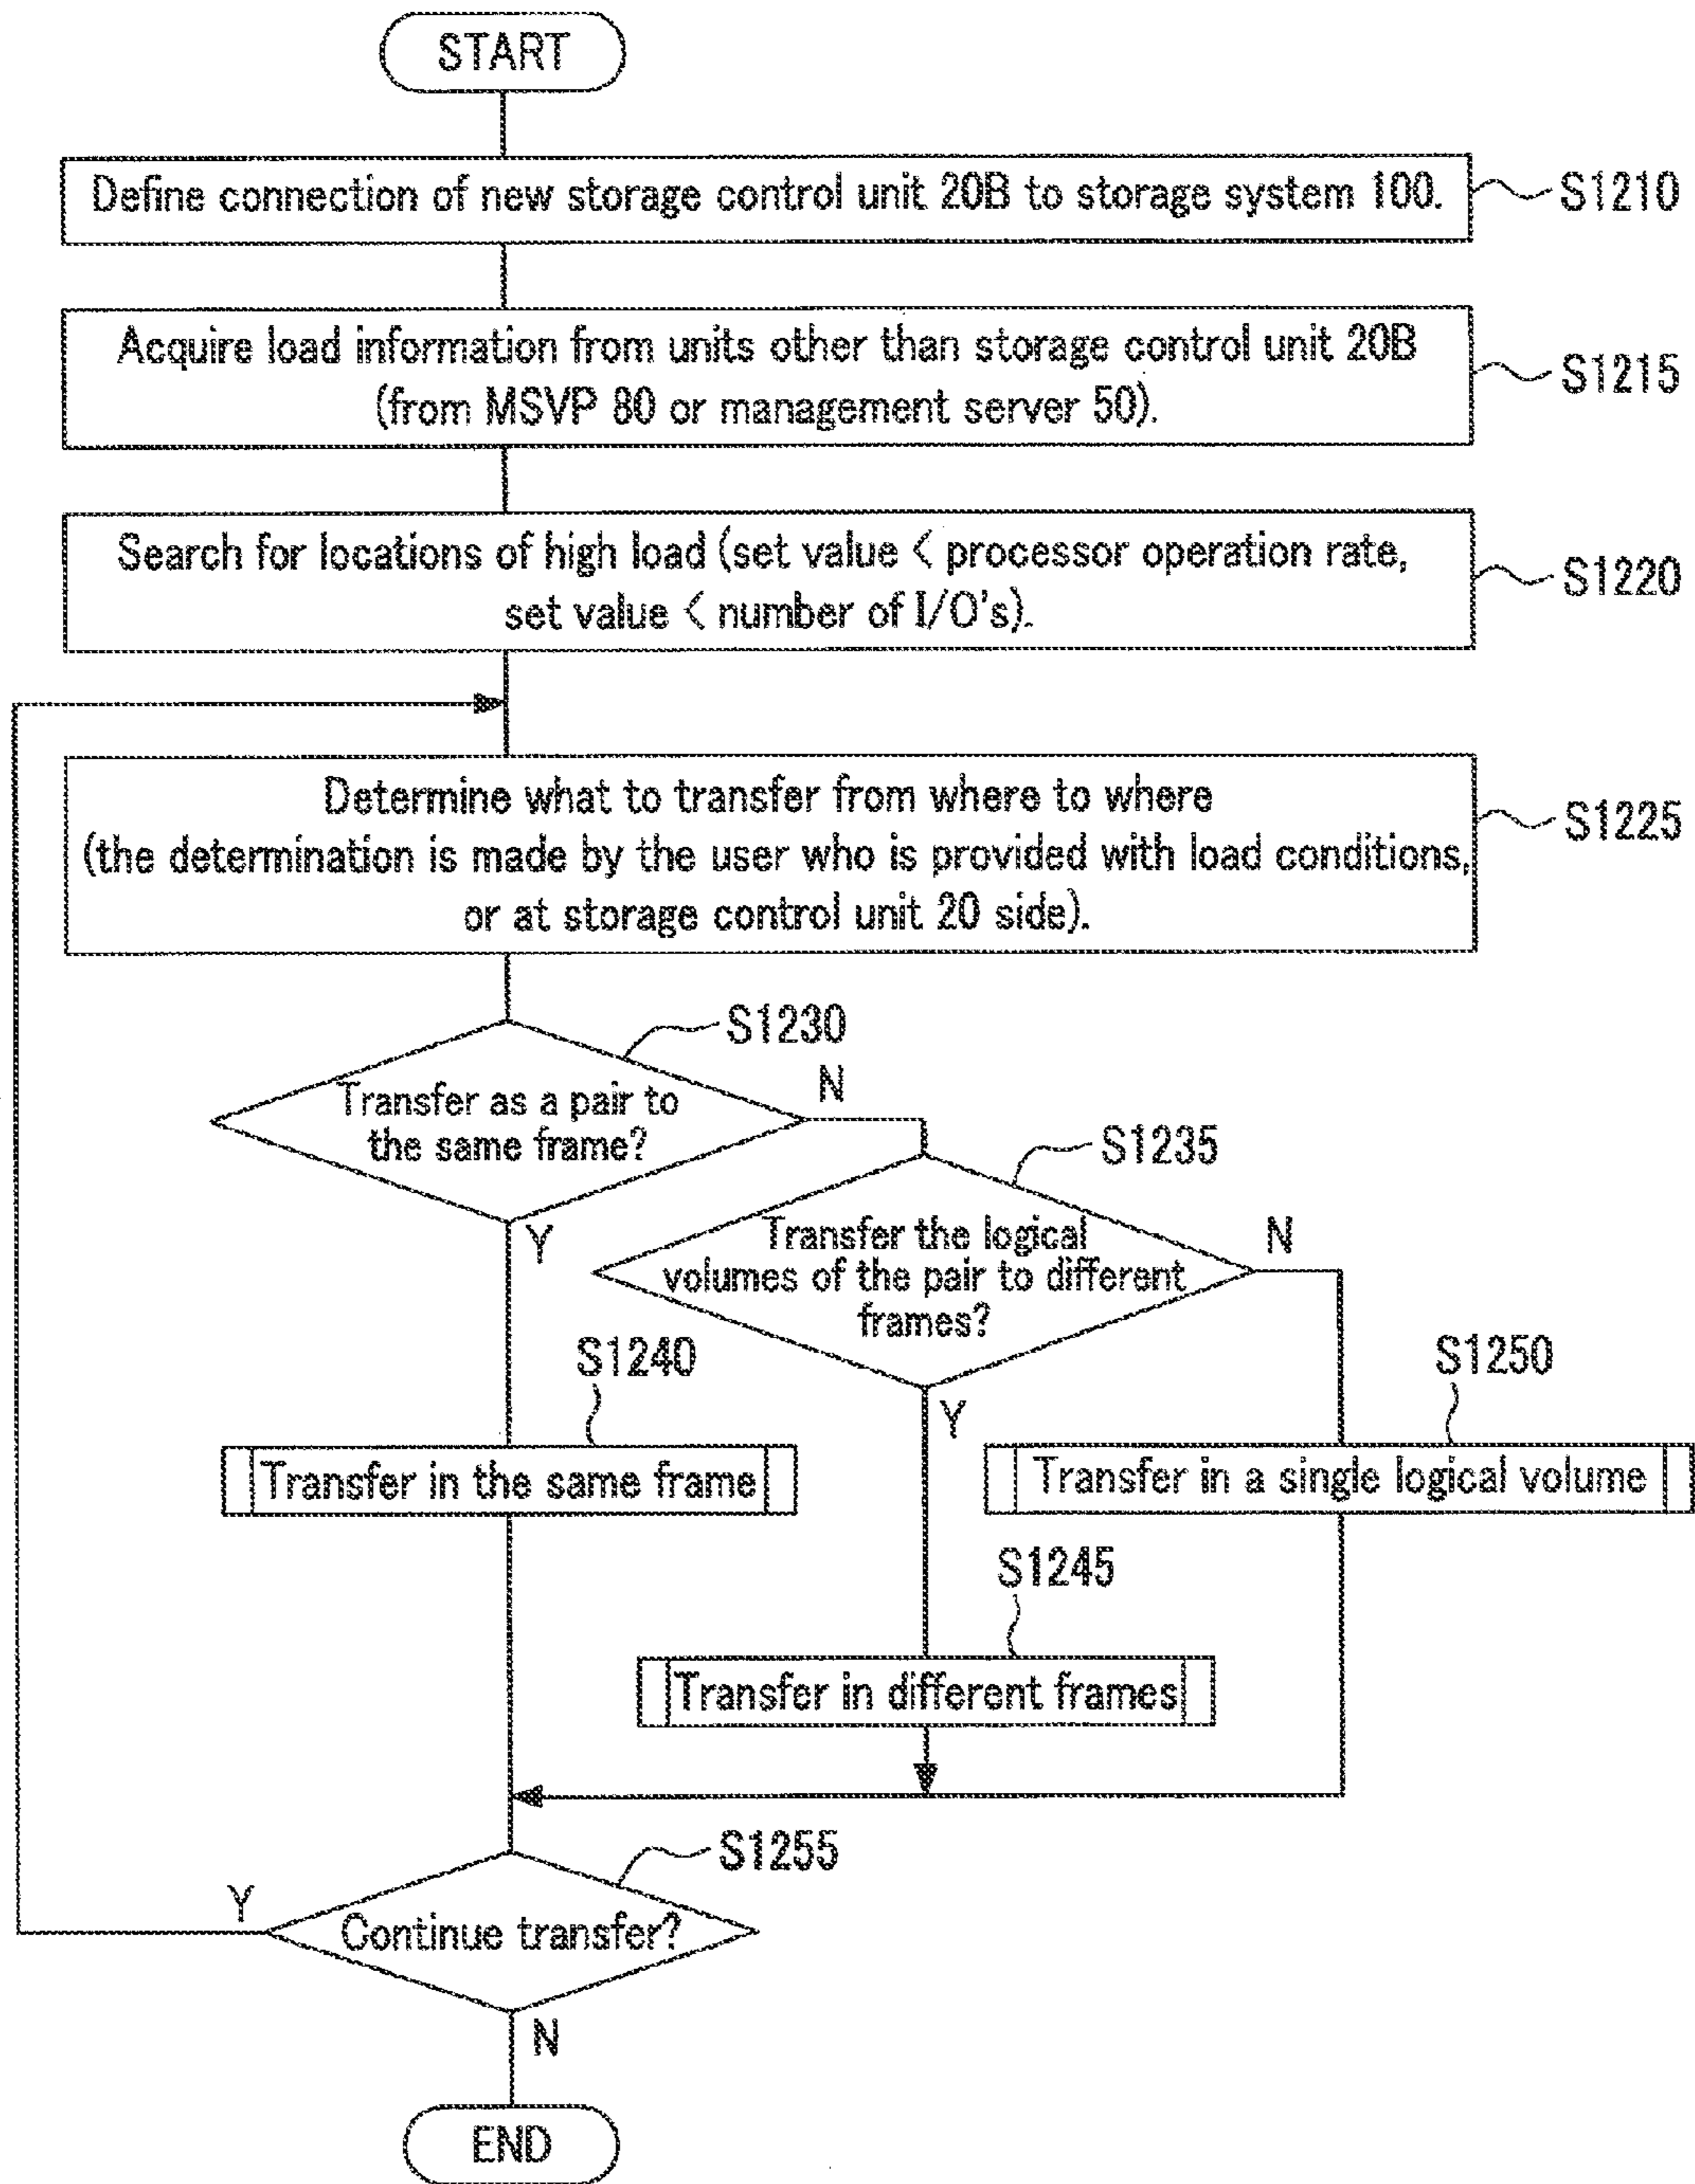 START
Define connection of new storage control unit 20B to storage system 100.
S1210
Acquire load information from units other than storage control unit 20B
(from MSVP 80 or management server 50).
S1215
Search for locations of high load (set value < processor operation rate,
set value < number of I/O's).
S1220
Determine what to transfer from where to where
(the determination is made by the user who is provided with load conditions,
or at storage control unit 20 side).
S1225
S1230
Transfer as a pair to
the same frame?
N
Y
S1235
Transfer the logical
volumes of the pair to different
frames?
N
Y
S1240
Transfer in the same frame
S1250
Transfer in a single logical volume
S1245
Transfer in different frames
S1255
Continue transfer?
Y
N
END